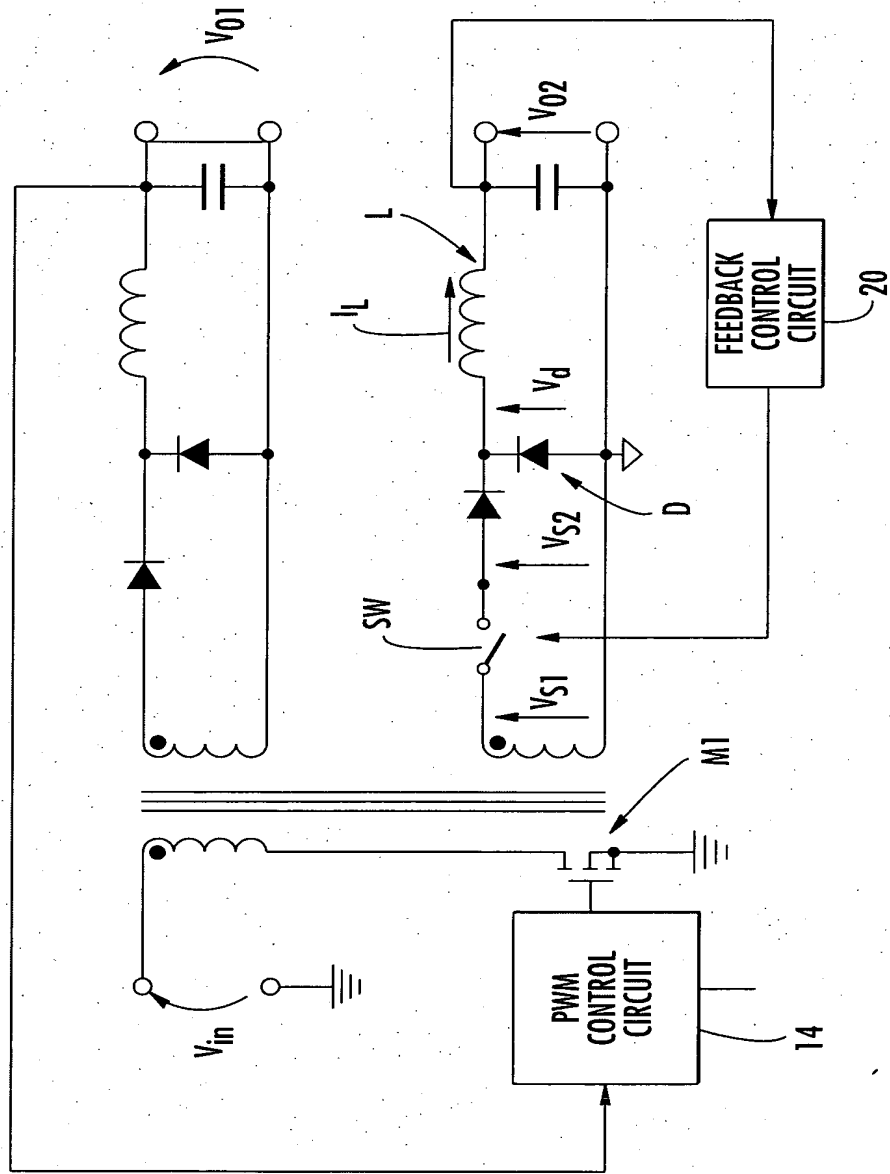 V01
V02
L
IL
Vd
D
VS2
SW
VS1
M1
Vin
FEEDBACK
CONTROL
CIRCUIT
20
PWM
CONTROL
CIRCUIT
14